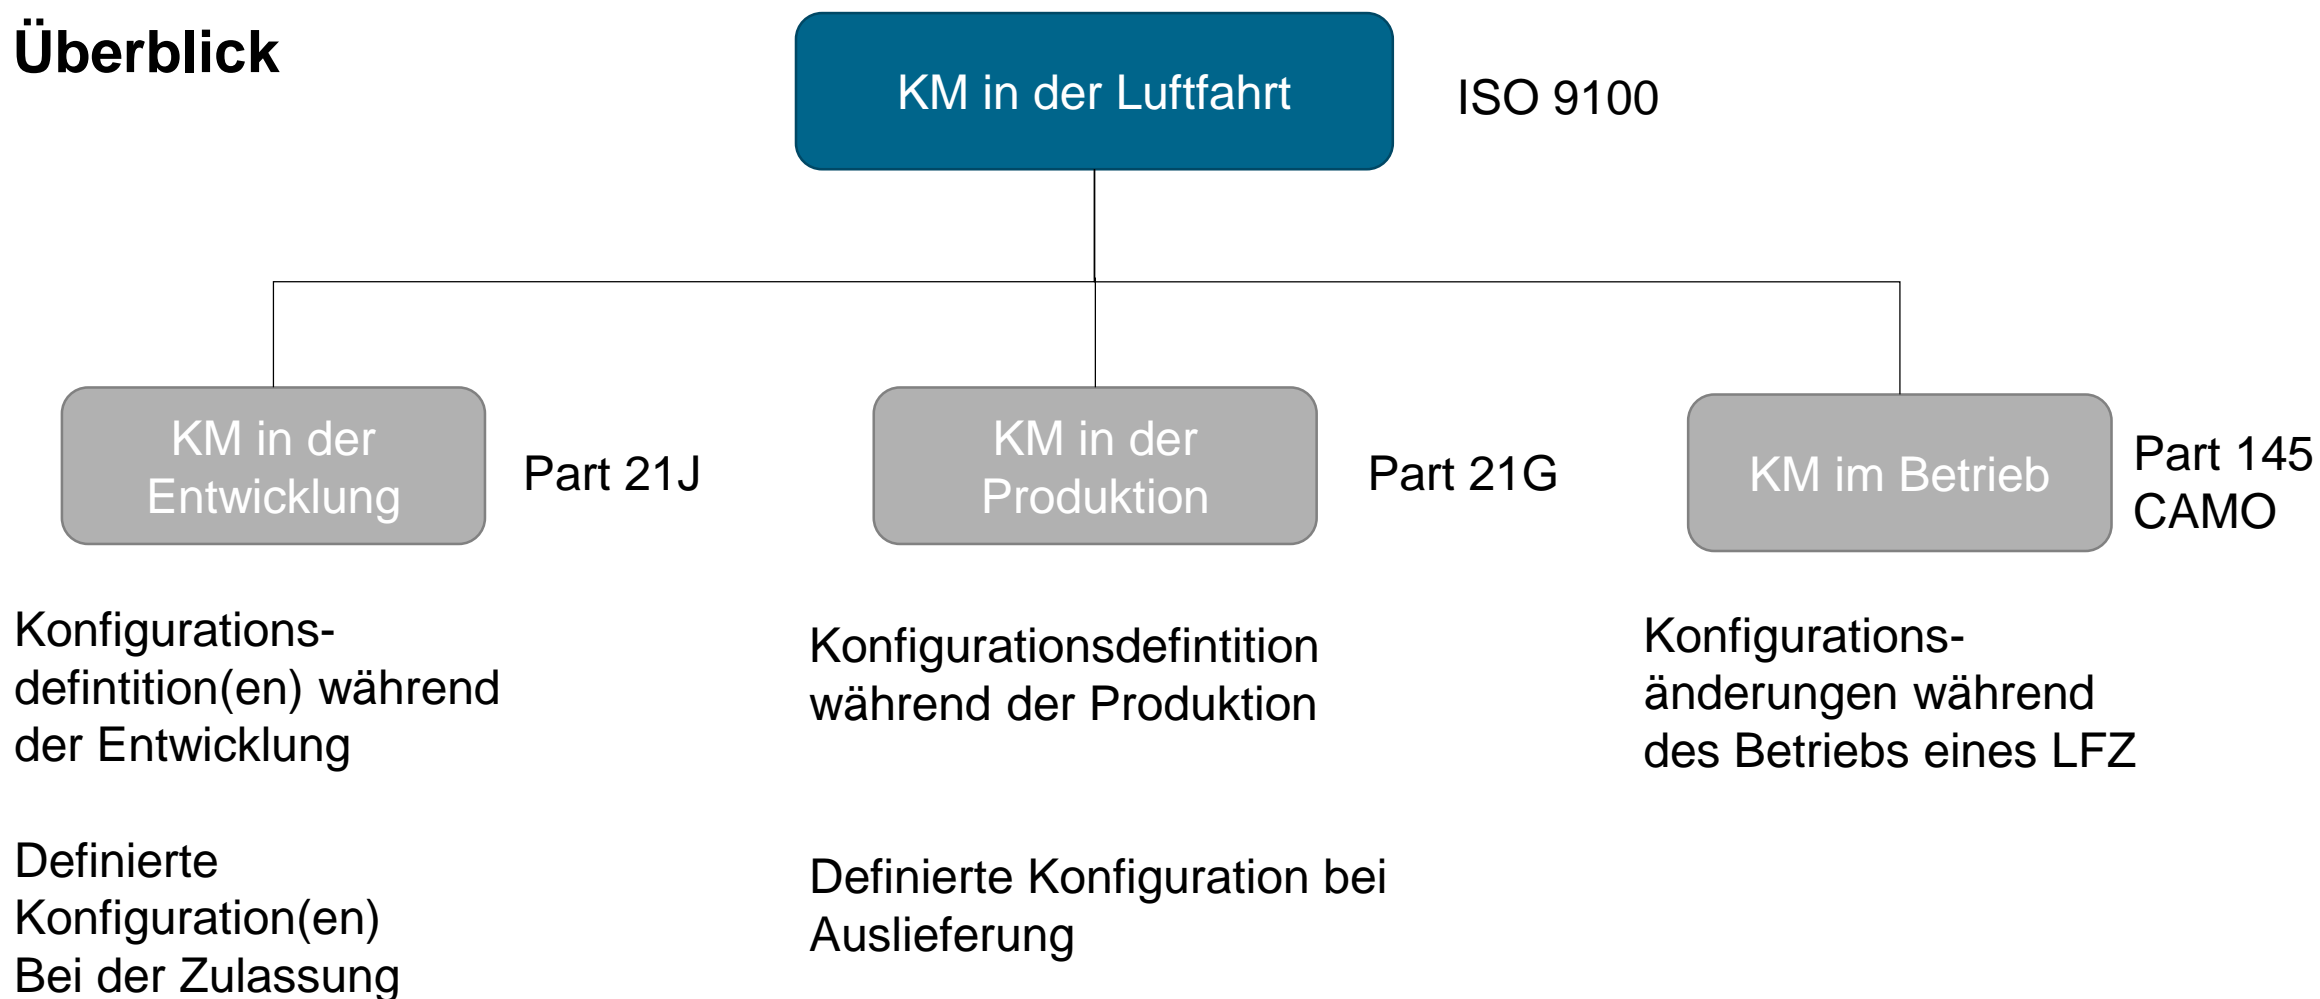 Überblick
KM in der Luftfahrt
ISO 9100
KM in der
Entwicklung
Part 21J
KM in der
Produktion
Part 21G
KM im Betrieb
Part 145
CAMO
Konfigurations-
defintition(en) während
der Entwicklung
Definierte
Konfiguration(en)
Bei der Zulassung
Konfigurationsdefintition
während der Produktion
Definierte Konfiguration bei
Auslieferung
Konfigurations-
änderungen während
des Betriebs eines LFZ